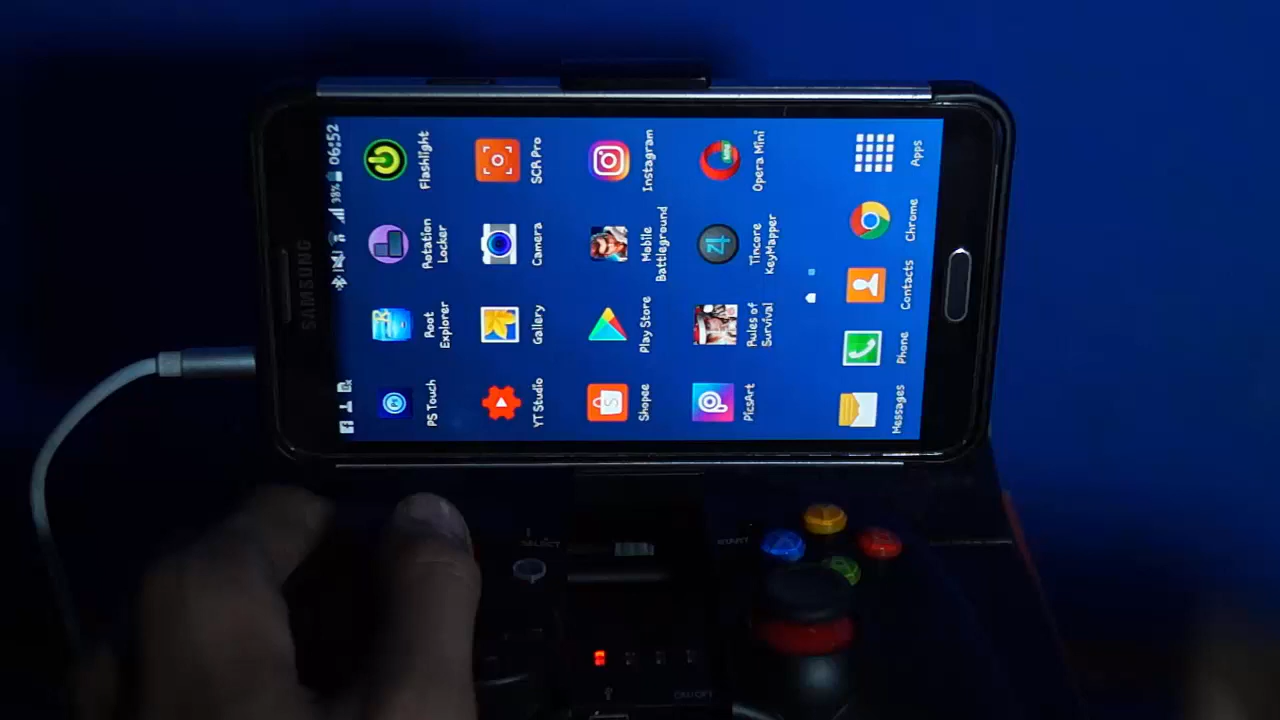 SAMSUNG
38% 06:52
PS Touch
Root
Explorer
Rotation
Locker
Flashlight
YT Studio
Gallery
Camera
SCR Pro
Shopee
Play Store
Mobile
Battleground
Instagram
PicsArt
Rules of
Survival
Tincore
KeyMapper
Opera Mini
Messages
Phone
Contacts
Chrome
Apps
SELECT
START
ON/OFF